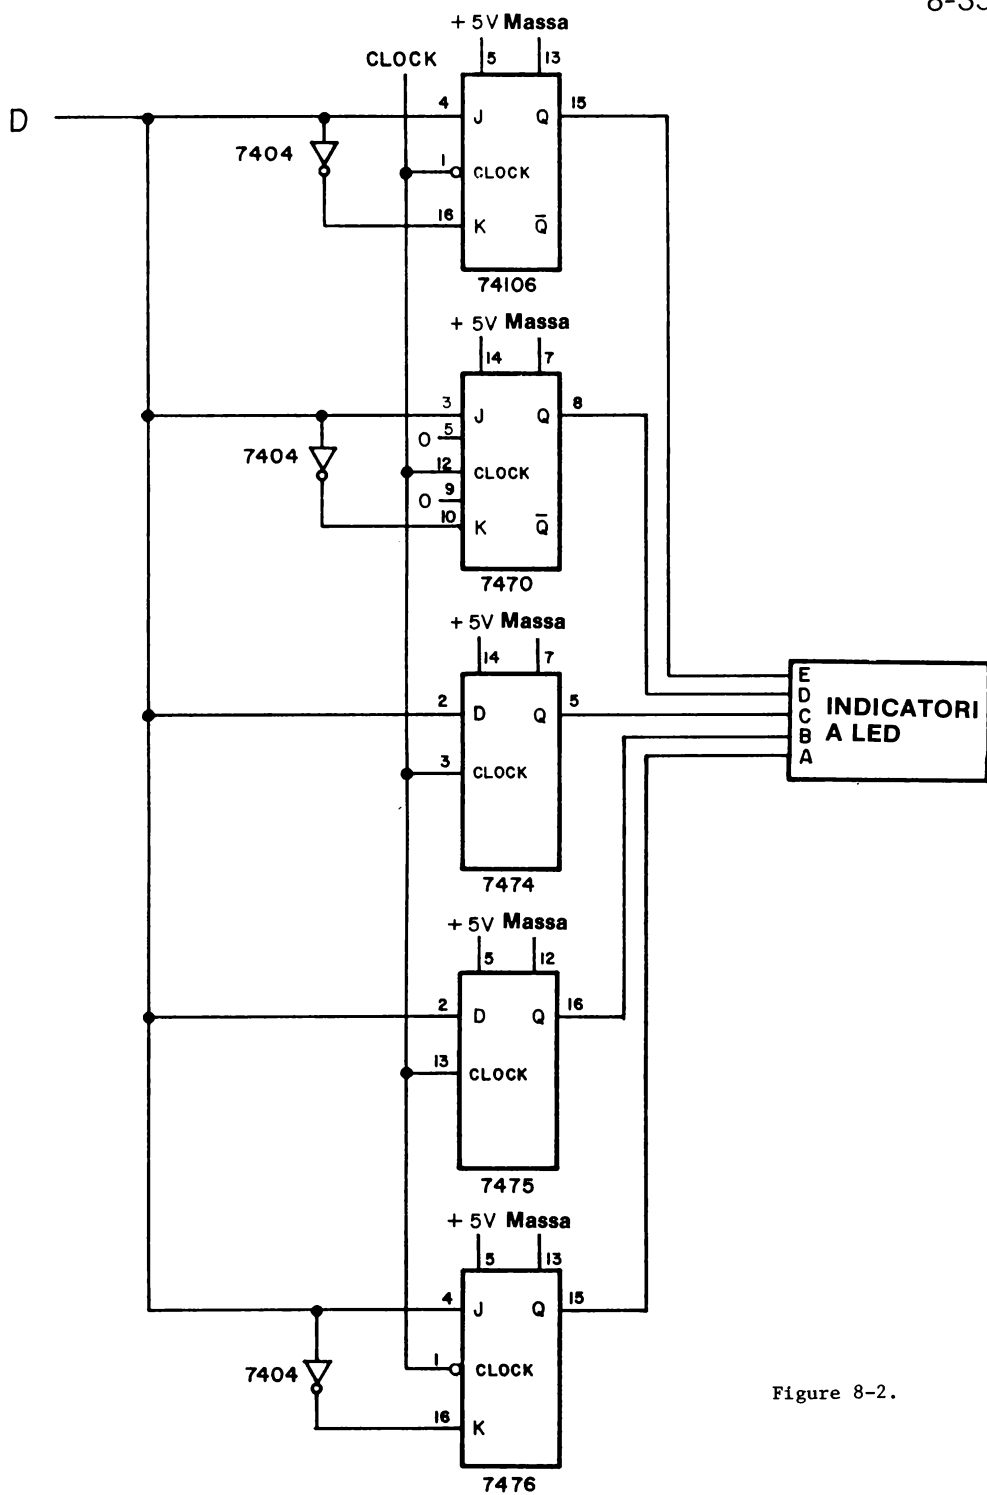 8-35
+ 5V Massa
5 13
CLOCK
D
4 J Q 15
7404
1 CLOCK
16 K Q̅
74106
+ 5V Massa
14 7
3 J Q 8
0 5
7404
12 CLOCK
0 9
10 K Q̅
7470
+ 5V Massa
14 7
2 D Q 5
3 CLOCK
7474
E
D INDICATORI
C
B A LED
A
+ 5V Massa
5 12
2 D Q 16
13 CLOCK
7475
+ 5V Massa
5 13
4 J Q 15
7404
1 CLOCK
16 K
7476
Figure 8-2.